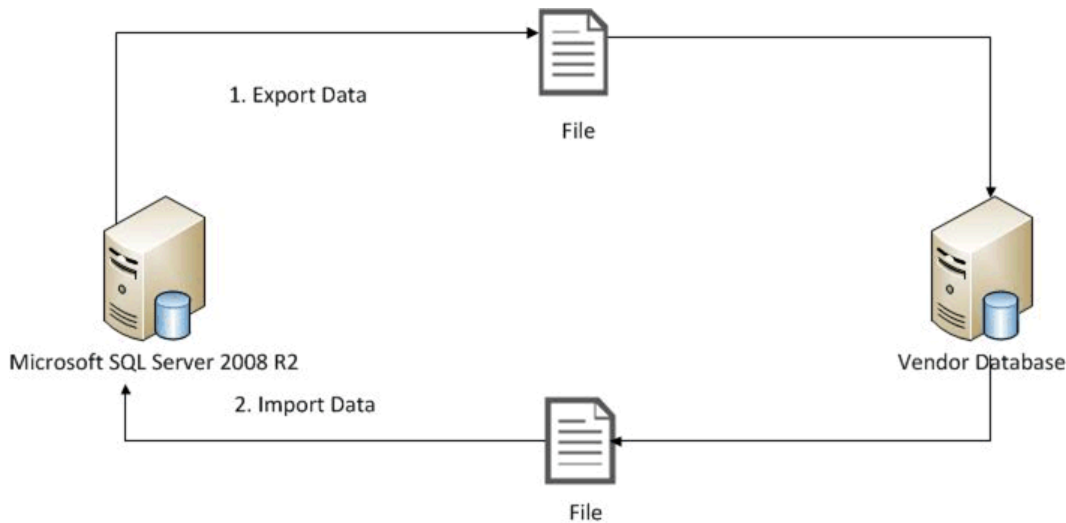 1. Export Data
File
Microsoft SQL Server 2008 R2
Vendor Database
2. Import Data
File